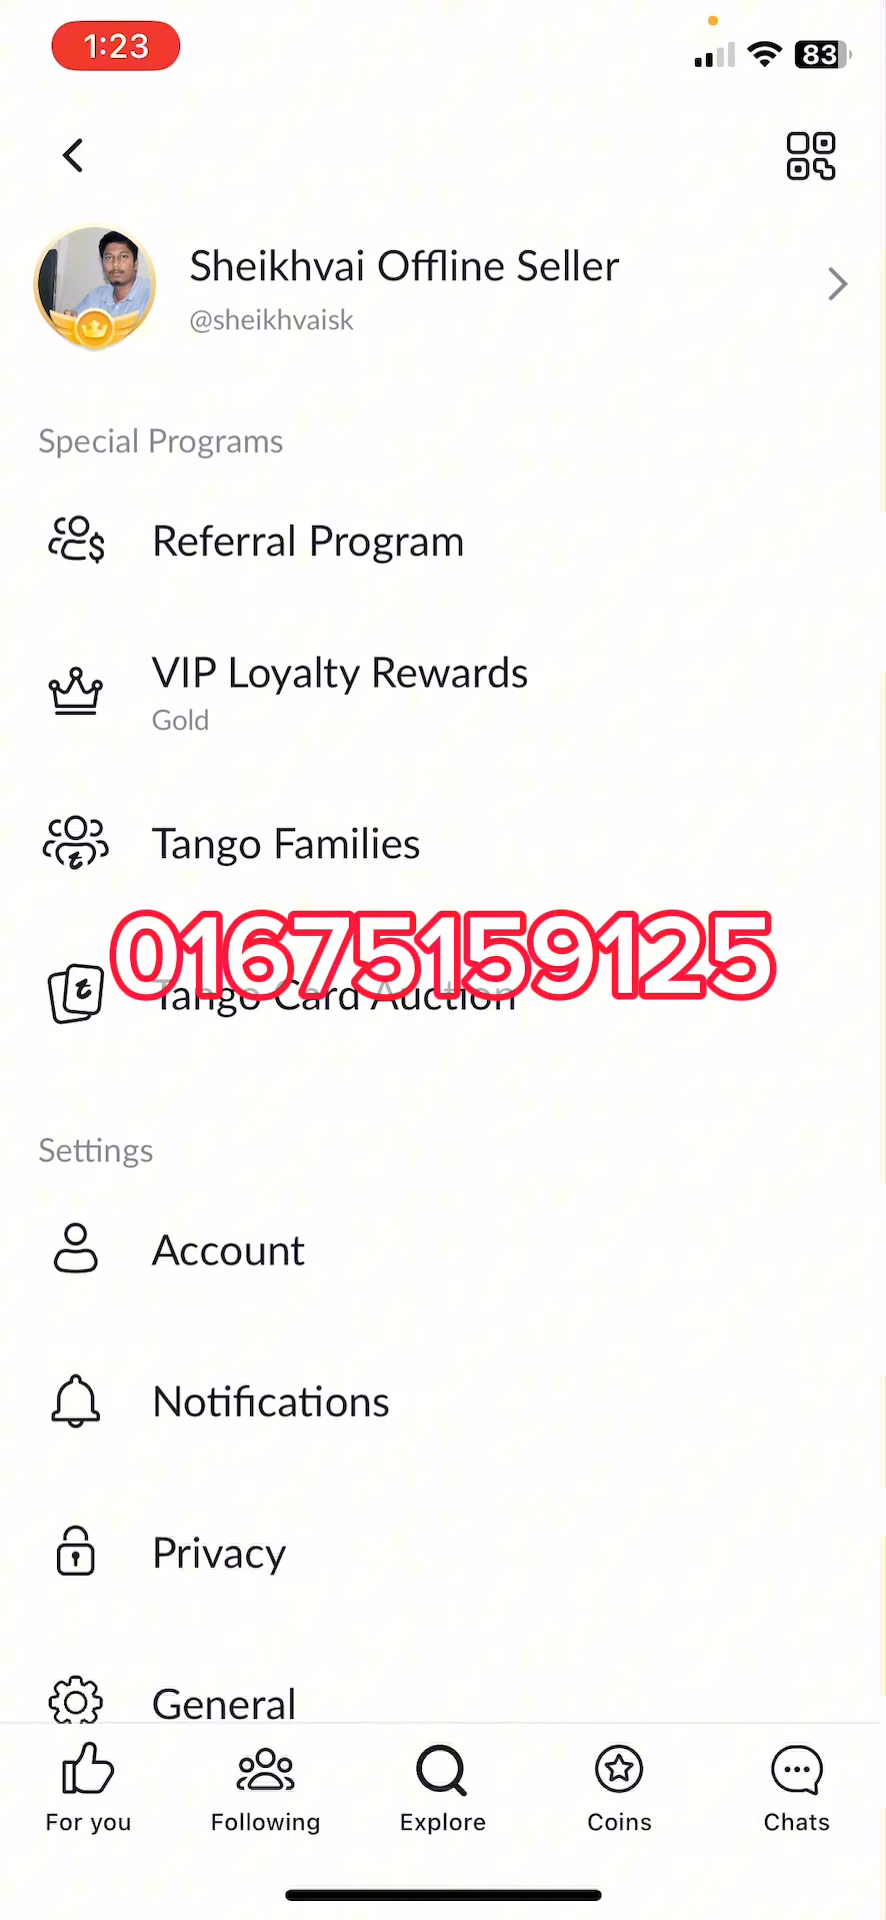 1:23
83
Sheikhvai Offline Seller
@sheikhvaisk
Special Programs
Referral Program
VIP Loyalty Rewards
Gold
Tango Families
01675159125
Tango Card Auction
Settings
Account
Notifications
Privacy
General
For you Following Explore Coins Chats